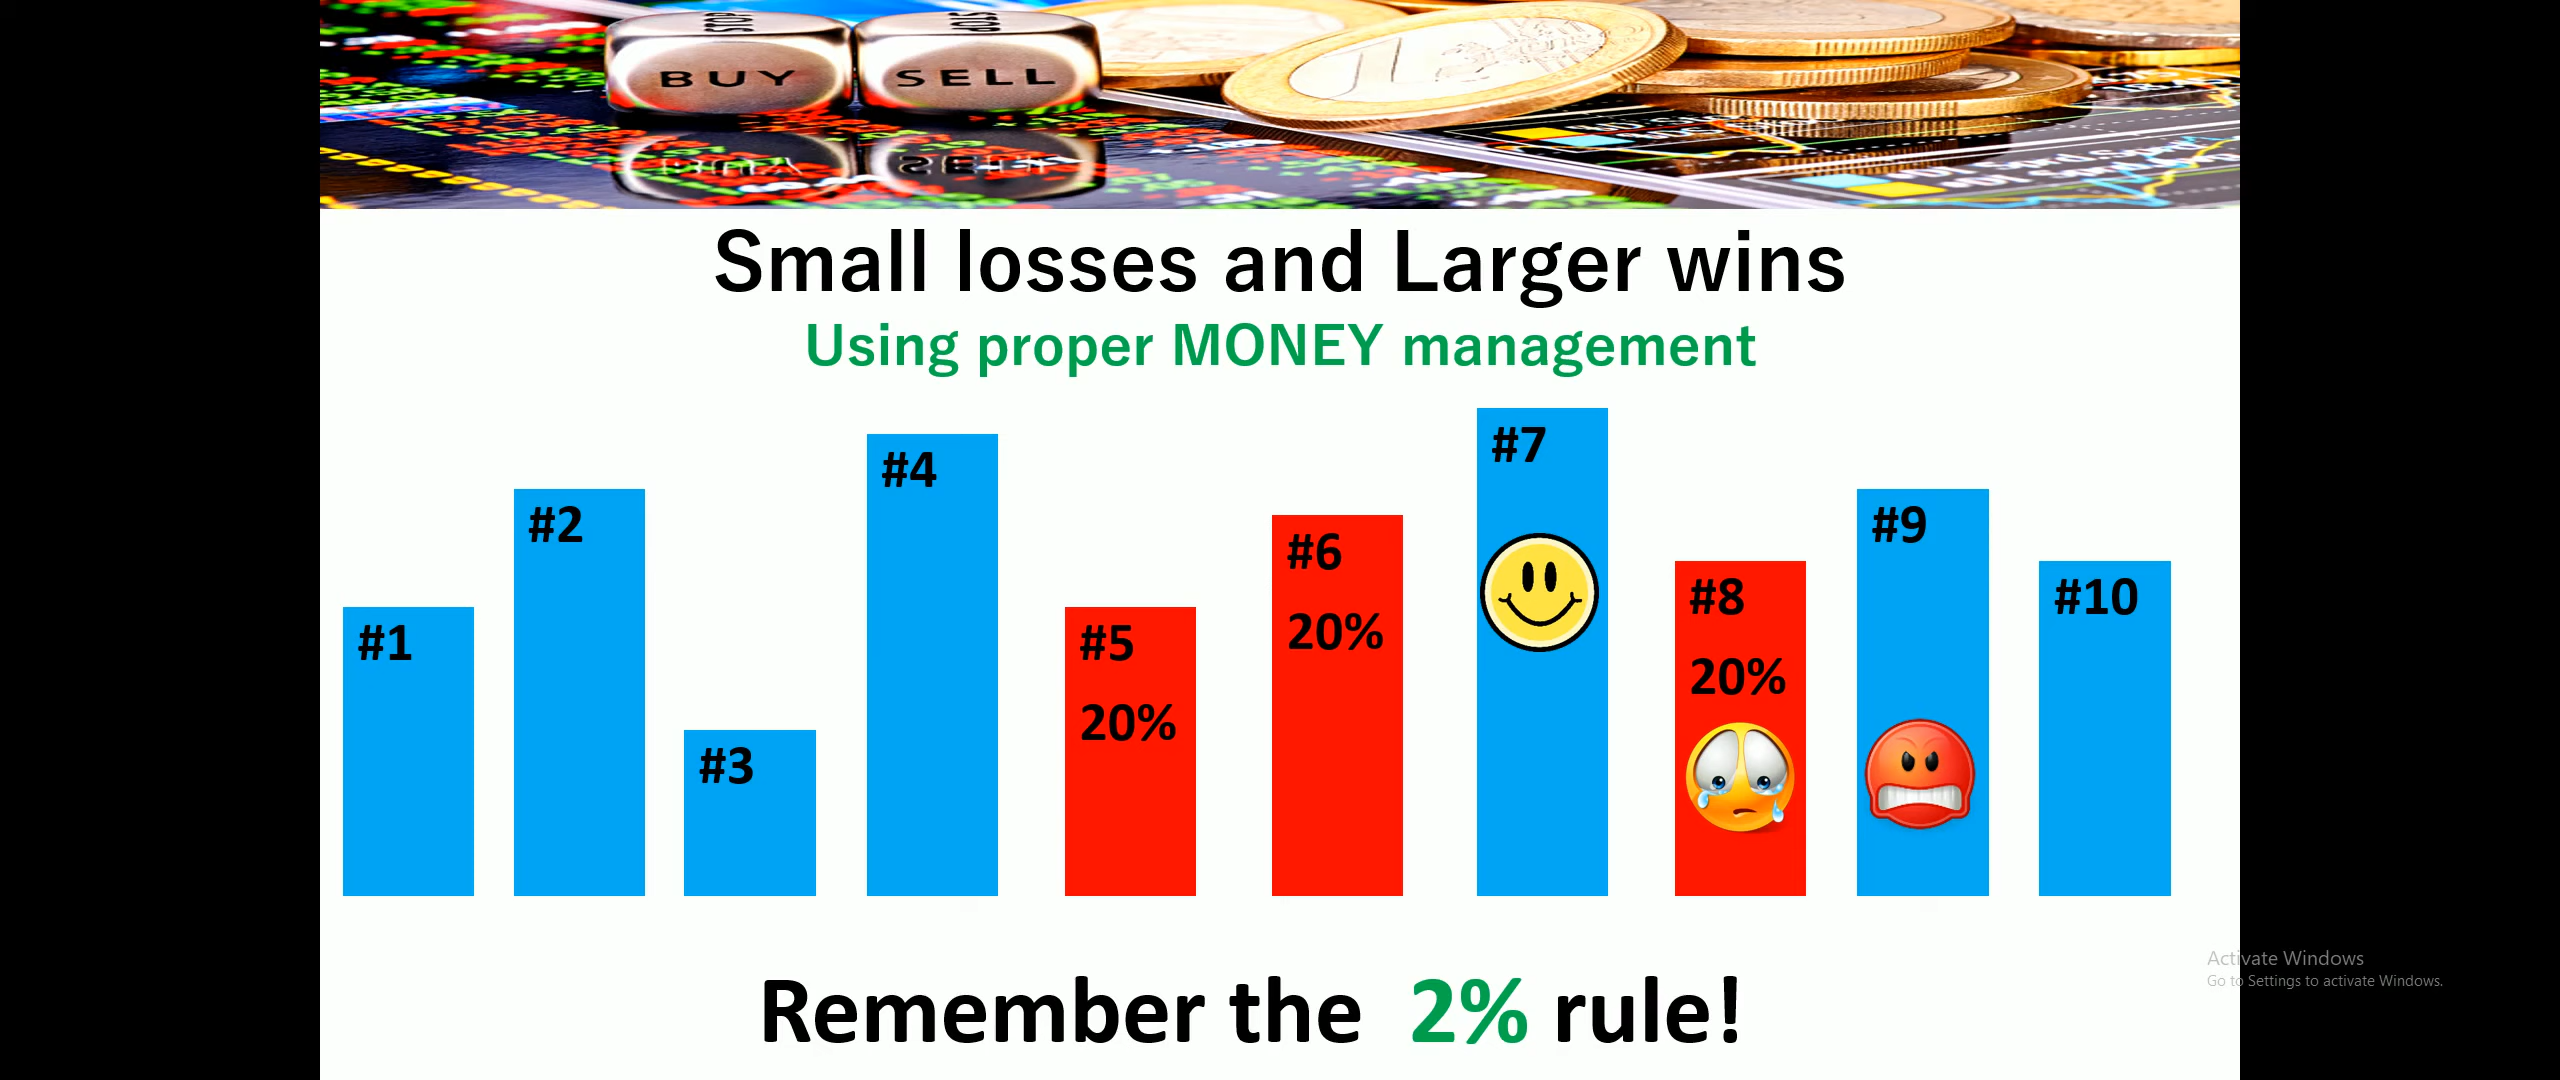 BUY SELL
Small losses and Larger wins
Using proper MONEY management
#1
#2
#3
#4
#5
20%
#6
20%
#7
#8
20%
#9
#10
Remember the 2% rule!
Activate Windows
Go to Settings to activate Windows.